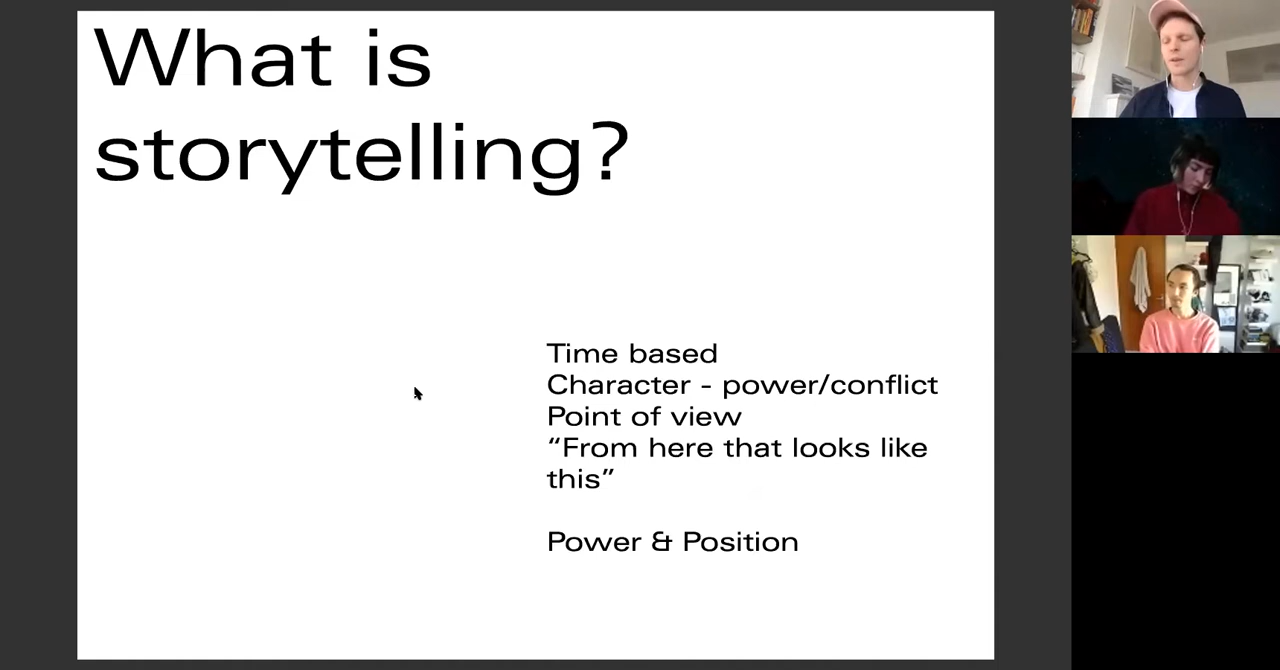 What is
storytelling?
Time based
Character - power/conflict
Point of view
“From here that looks like
this”
Power & Position